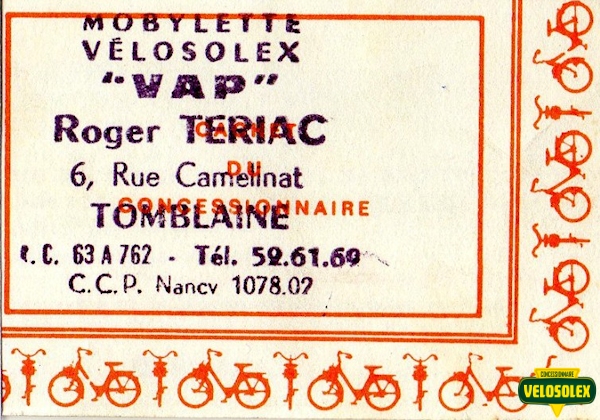 MOBYLETTE
VÉLOSOLEX
"VAP"
Roger TERIAC
CACHET
6, Rue Camelinat
DU
TOMBLAINE
CONCESSIONNAIRE
R. C. 63 A 762 - Tél. 52.61.69
C.C.P. Nancy 1078.02
CONCESSIONNAIRE
VELOSOLEX